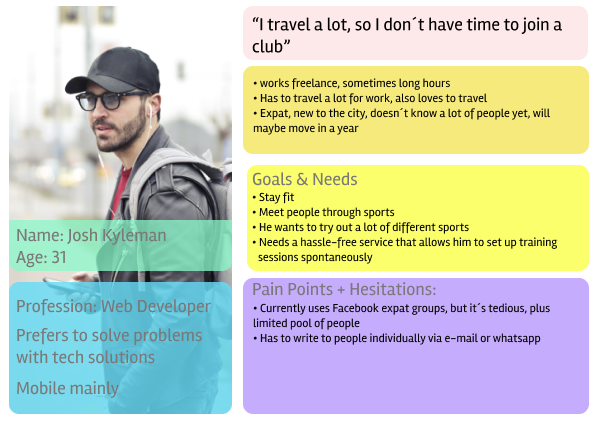 Name: Josh Kyleman
Age: 31
Profession: Web Developer
Prefers to solve problems
with tech solutions
Mobile mainly
“I travel a lot, so I don´t have time to join a
club”
• works freelance, sometimes long hours
• Has to travel a lot for work, also loves to travel
• Expat, new to the city, doesn´t know a lot of people yet, will
maybe move in a year
Goals & Needs
• Stay fit
• Meet people through sports
• He wants to try out a lot of different sports
• Needs a hassle-free service that allows him to set up training
sessions spontaneously
Pain Points + Hesitations:
• Currently uses Facebook expat groups, but it´s tedious, plus
limited pool of people
• Has to write to people individually via e-mail or whatsapp